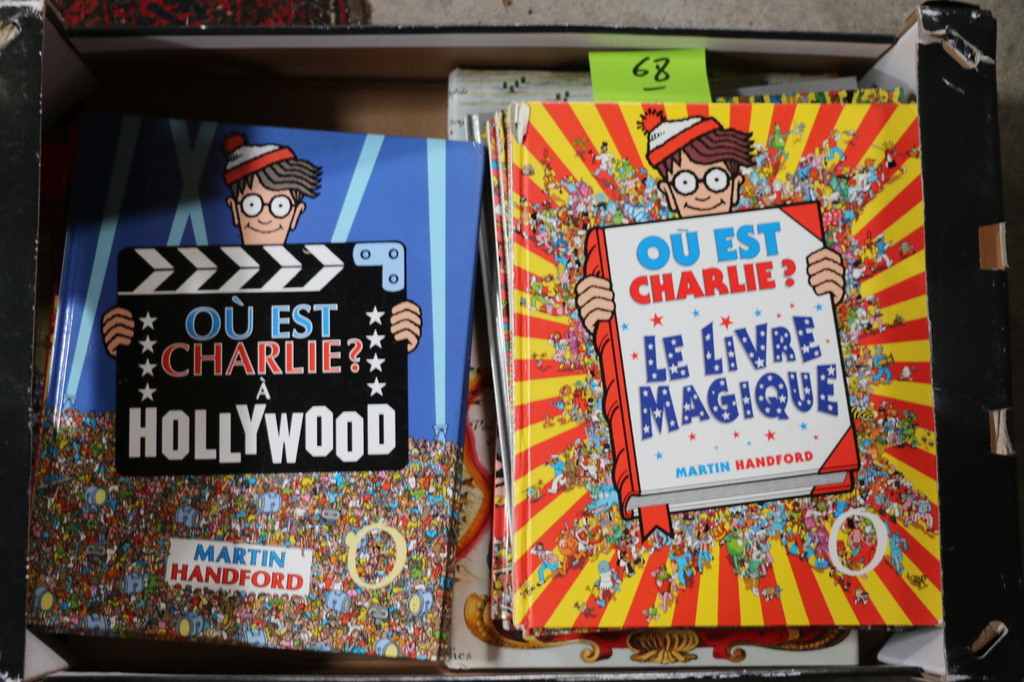 68
OÙ EST
CHARLIE?
À
HOLLYWOOD
MARTIN
HANDFORD
OÙ EST
CHARLIE?
LE LIVRE
MAGIQUE
MARTIN HANDFORD